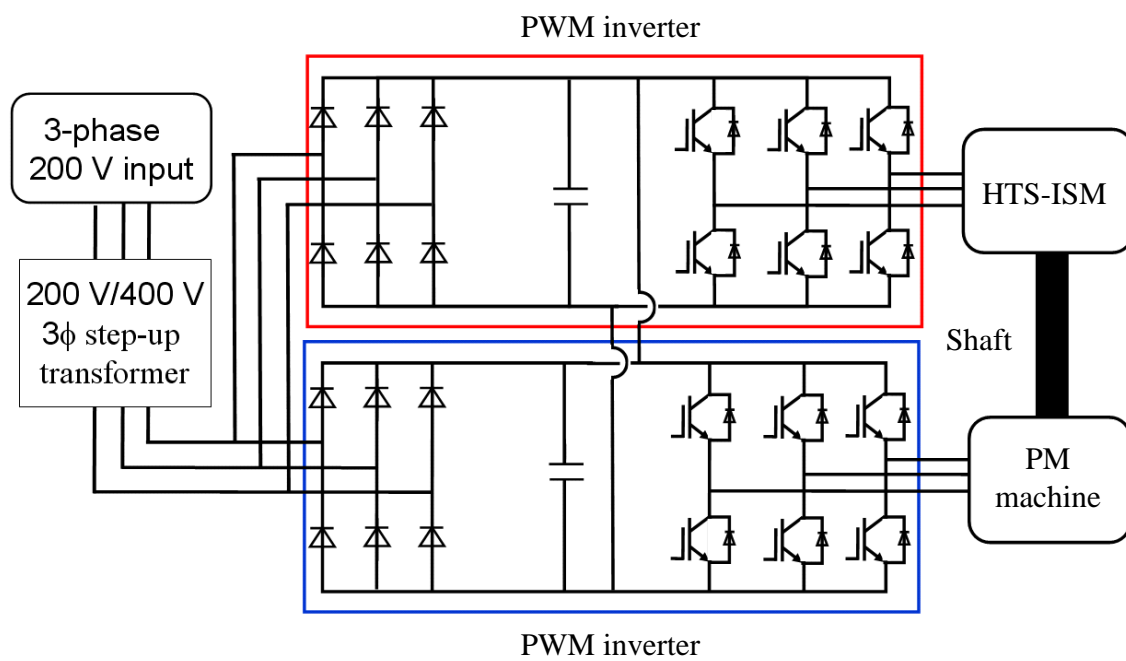 PWM inverter
3-phase
200 V input
200 V/400 V
3ϕ step-up
transformer
HTS-ISM
Shaft
PM
machine
PWM inverter